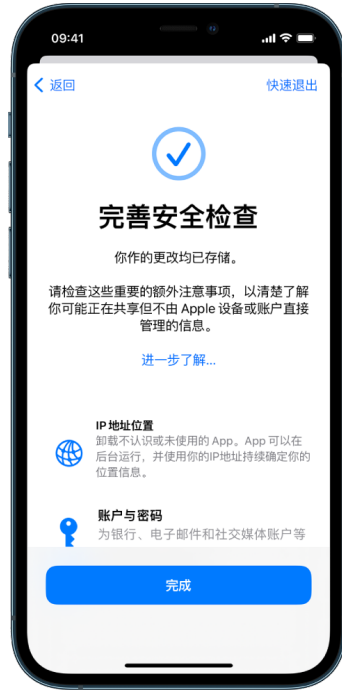 09:41
返回
快速退出
完善安全检查
你作的更改均已存储。
请检查这些重要的额外注意事项，以清楚了解
你可能正在共享但不由 Apple 设备或账户直接
管理的信息。
进一步了解...
IP 地址位置
卸载不认识或未使用的 App。App 可以在
后台运行，并使用你的IP地址持续确定你的
位置信息。
账户与密码
为银行、电子邮件和社交媒体账户等
完成